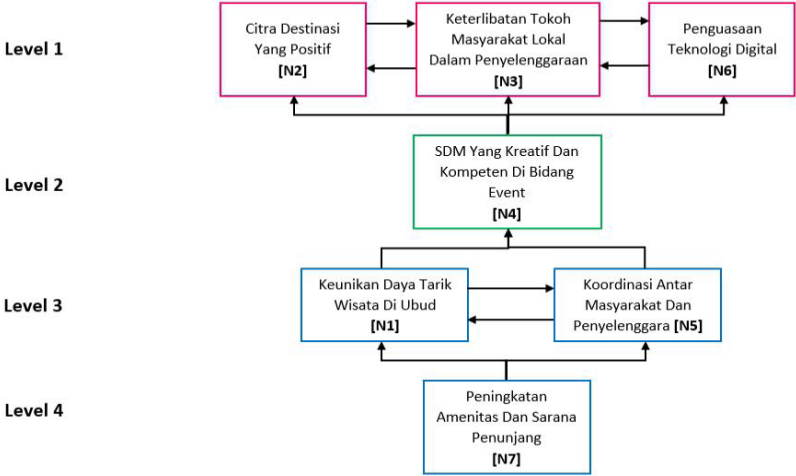 Level 1
Citra Destinasi
Yang Positif
[N2]
Keterlibatan Tokoh
Masyarakat Lokal
Dalam Penyelenggaraan
[N3]
Penguasaan
Teknologi Digital
[N6]
Level 2
SDM Yang Kreatif Dan
Kompeten Di Bidang
Event
[N4]
Level 3
Keunikan Daya Tarik
Wisata Di Ubud
[N1]
Koordinasi Antar
Masyarakat Dan
Penyelenggara [N5]
Level 4
Peningkatan
Amenitas Dan Sarana
Penunjang
[N7]